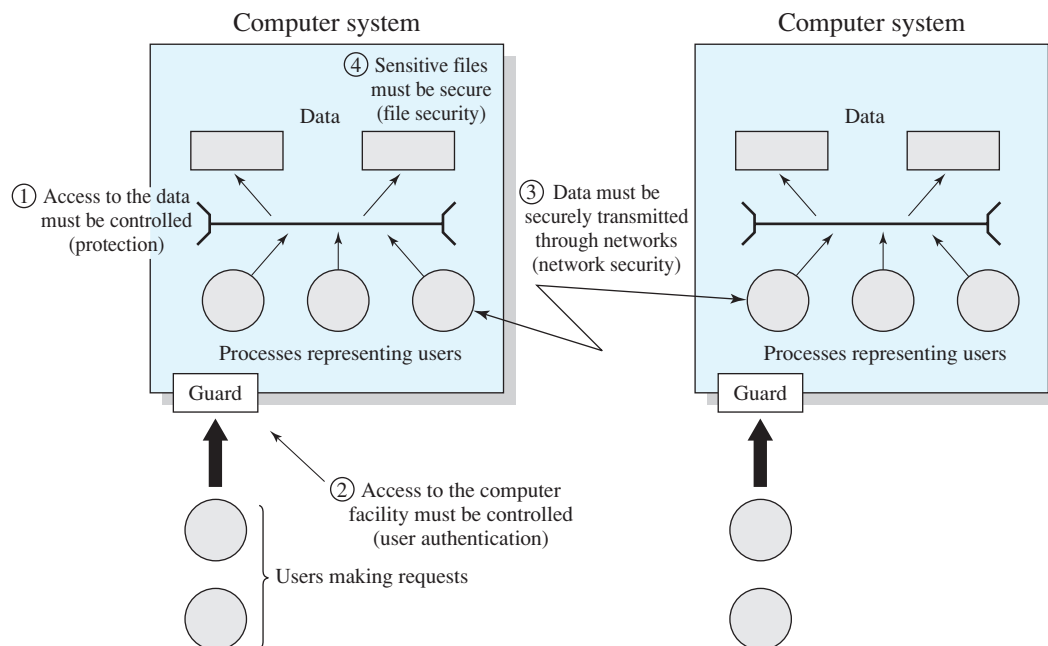 Computer system
Computer system
④ Sensitive files
must be secure
(file security)
Data
Data
① Access to the data
must be controlled
(protection)
③ Data must be
securely transmitted
through networks
(network security)
Processes representing users
Processes representing users
Guard
Guard
② Access to the computer
facility must be controlled
(user authentication)
Users making requests